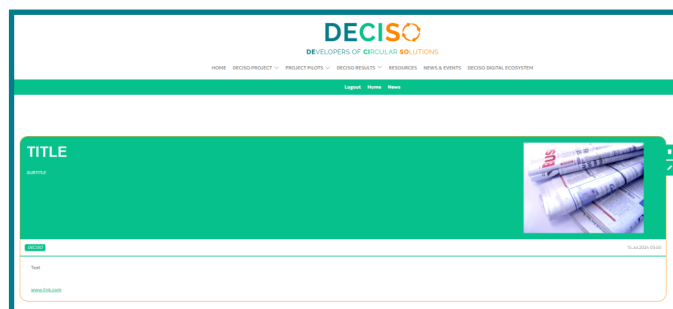 DECISO
DEVELOPERS OF CIRCULAR SOLUTIONS
HOME DECISO PROJECT PROJECT PILOTS DECISO RESULTS RESOURCES NEWS & EVENTS DECISO DIGITAL ECOSYSTEM
Logout Home News
TITLE
SUBTITLE
DECISO
Text
www.link.com